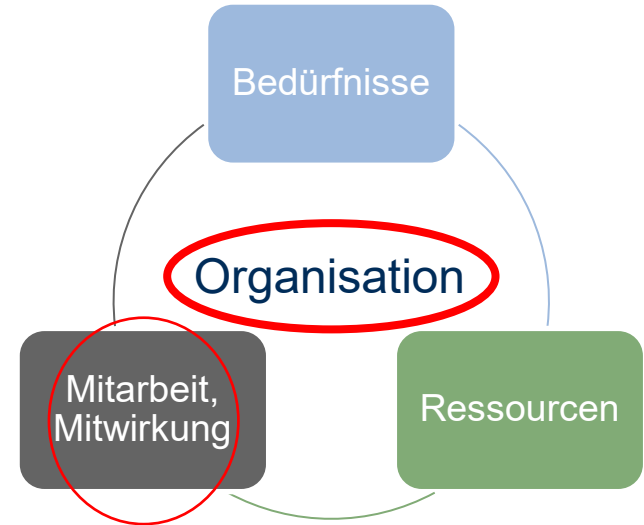 Bedürfnisse
Organisation
Mitarbeit,
Mitwirkung
Ressourcen